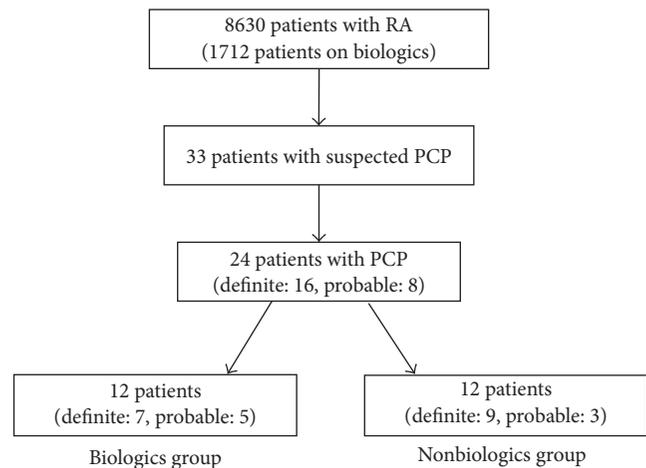 8630 patients with RA
(1712 patients on biologics)
33 patients with suspected PCP
24 patients with PCP
(definite: 16, probable: 8)
12 patients
(definite: 7, probable: 5)
Biologics group
12 patients
(definite: 9, probable: 3)
Nonbiologics group